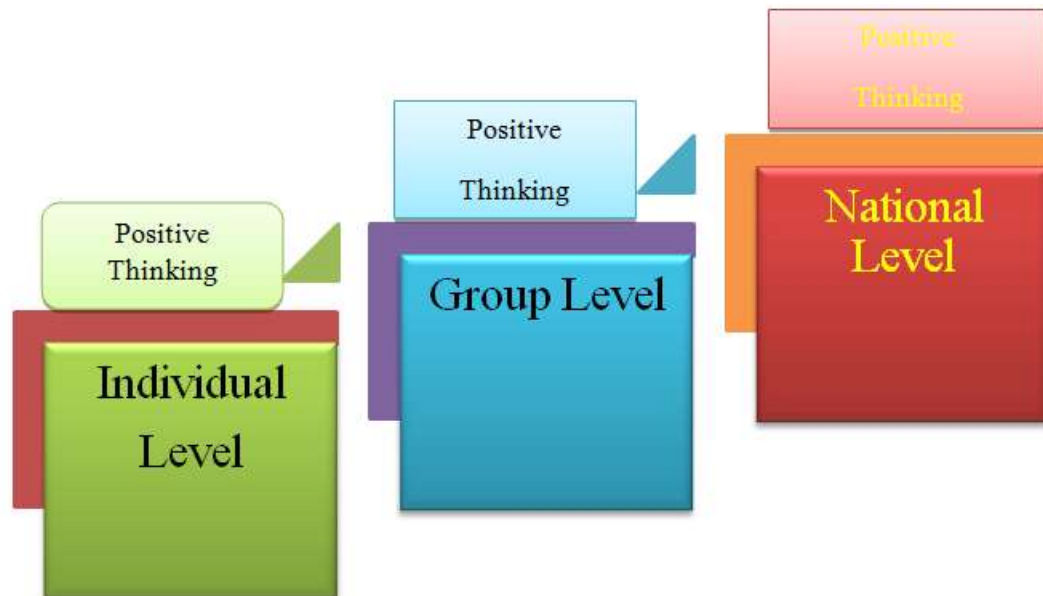 Positive
Thinking
Individual
Level
Positive
Thinking
Group Level
Positive
Thinking
National
Level